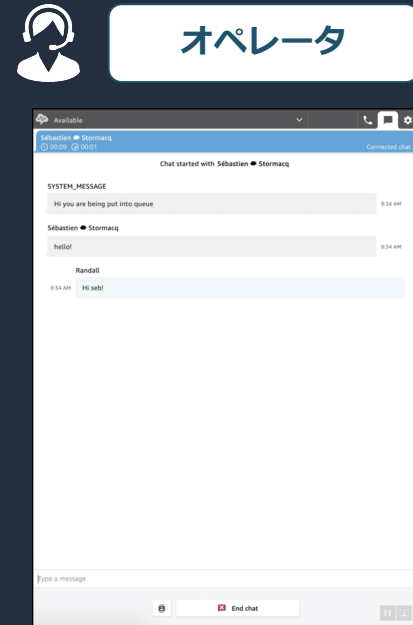 オペレータ
Available
Sébastien ☁ Stormacq
00:09 00:01 Connected chat
Chat started with Sébastien ☁ Stormacq
SYSTEM_MESSAGE
Hi you are being put into queue 9:34 AM
Sébastien ☁ Stormacq
hello! 9:34 AM
Randall
9:34 AM Hi seb!
Type a message
End chat